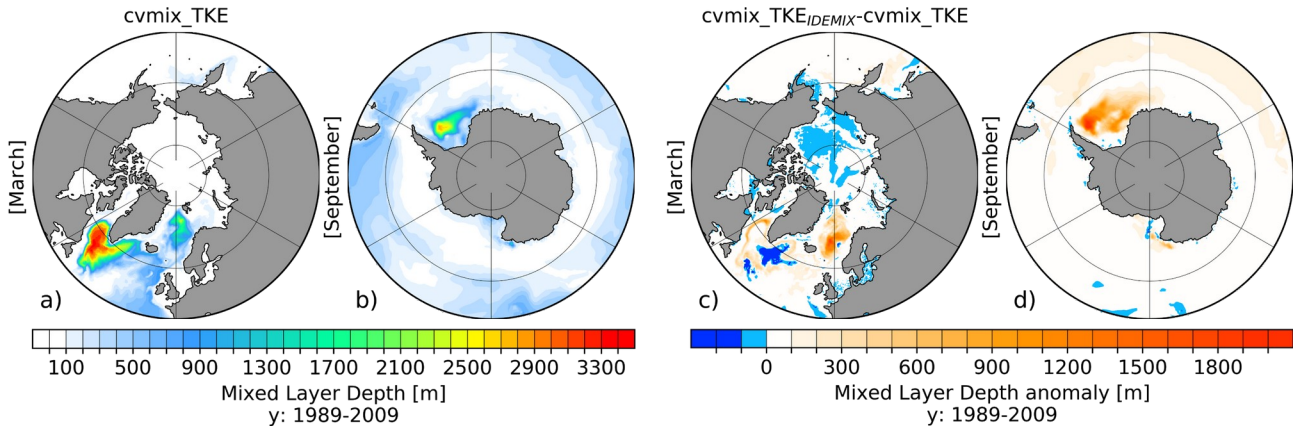 cvmix_TKE
cvmix_TKE_IDEMIX-cvmix_TKE
[March]
[September]
[March]
[September]
a)
b)
c)
d)
100 500 900 1300 1700 2100 2500 2900 3300
Mixed Layer Depth [m]
y: 1989-2009
0 300 600 900 1200 1500 1800
Mixed Layer Depth anomaly [m]
y: 1989-2009